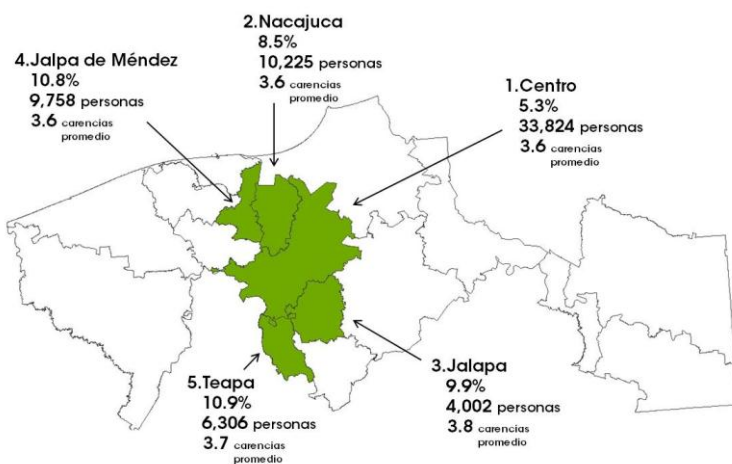 2.Nacajuca
8.5%
10,225 personas
3.6 carencias
promedio
4.Jalpa de Méndez
10.8%
9,758 personas
3.6 carencias
promedio
1.Centro
5.3%
33,824 personas
3.6 carencias
promedio
3.Jalapa
9.9%
4,002 personas
3.8 carencias
promedio
5.Teapa
10.9%
6,306 personas
3.7 carencias
promedio